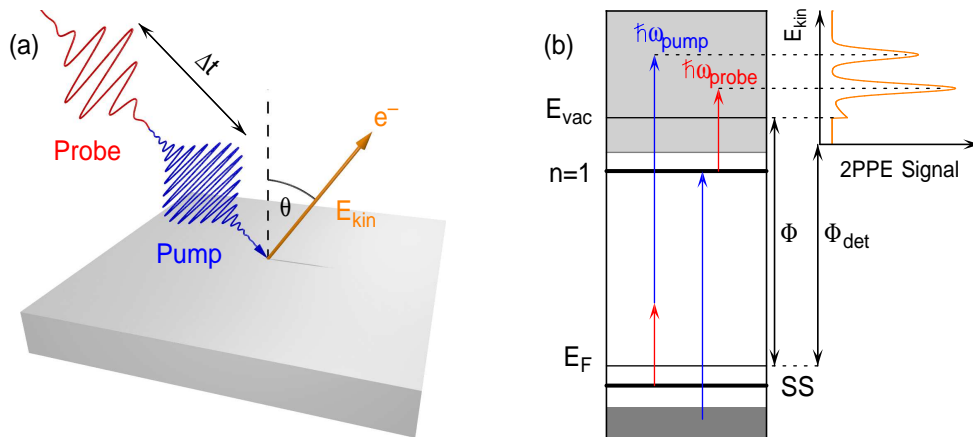 (a)
Δt
Probe
Pump
e⁻
θ
E_kin
(b)
ħω_pump
ħω_probe
E_vac
n=1
E_F
SS
Φ
Φ_det
E_kin
2PPE Signal